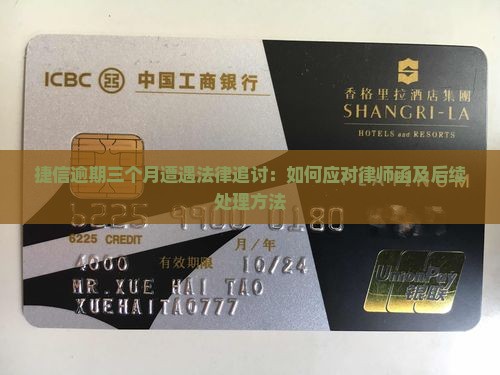 ICBC 中国工商银行
香格里拉酒店集團
SHANGRI-LA
HOTELS and RESORTS
捷信逾期三个月遭遇法律追讨：如何应对律师函及后续
处理方法
6225 CREDIT
月/年
4000 有效期限 10/24
MR.XUE HAI TAO
XUEHAITAO777
UnionPay
银联